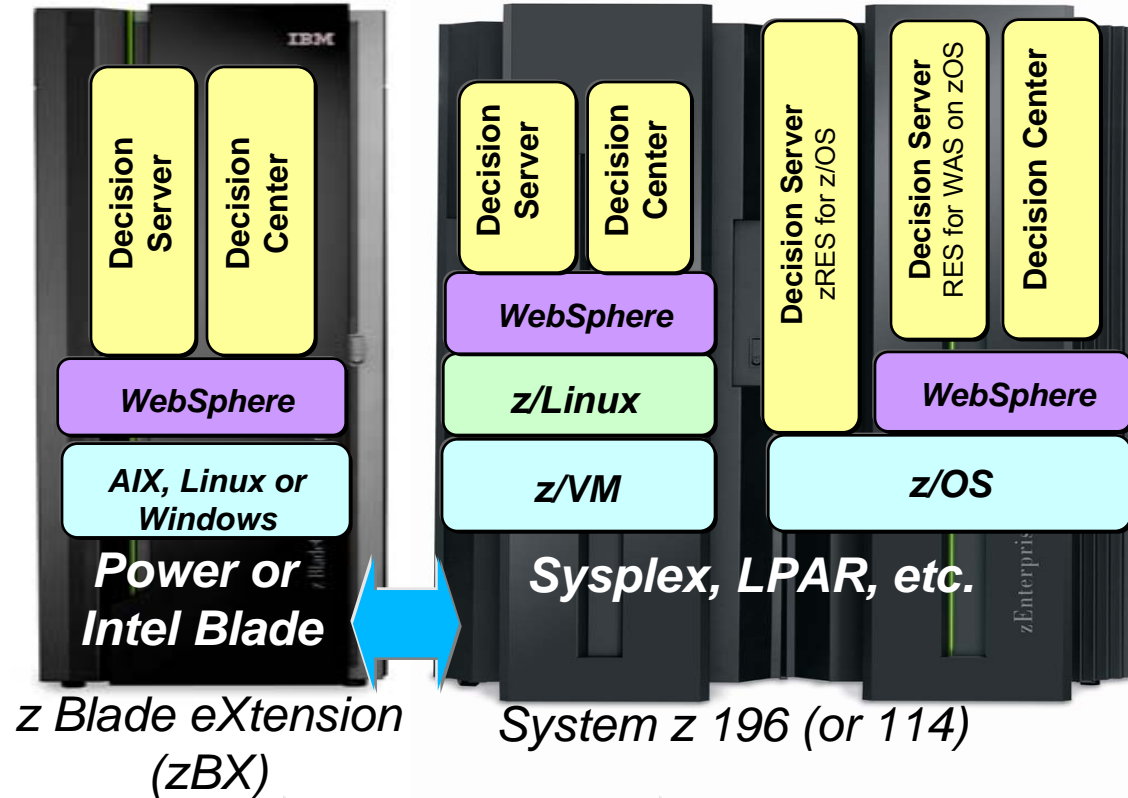 IBM
Decision
Server
Decision
Center
WebSphere
AIX, Linux or
Windows
Power or
Intel Blade
z Blade eXtension
(zBX)
Decision
Server
Decision
Center
WebSphere
z/Linux
z/VM
Decision Server
zRES for z/OS
Decision Server
RES for WAS on zOS
Decision Center
WebSphere
z/OS
Sysplex, LPAR, etc.
System z 196 (or 114)